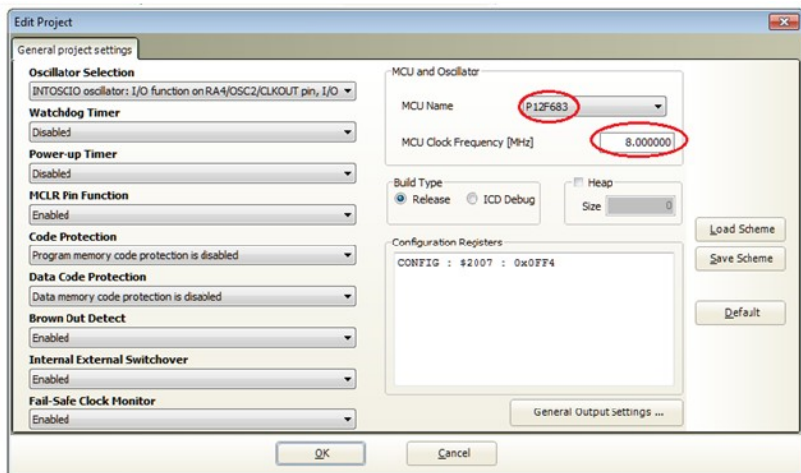 Edit Project
General project settings
Oscillator Selection
INTOSCIO oscillator: I/O function on RA4/OSC2/CLKOUT pin, I/O
Watchdog Timer
Disabled
Power-up Timer
Disabled
MCLR Pin Function
Enabled
Code Protection
Program memory code protection is disabled
Data Code Protection
Data memory code protection is disabled
Brown Out Detect
Enabled
Internal External Switchover
Enabled
Fail-Safe Clock Monitor
Enabled
MCU and Oscillator
MCU Name
P12F683
MCU Clock Frequency [MHz]
8.000000
Build Type
Release
ICD Debug
Heap
Size
0
Configuration Registers
CONFIG : $2007 : 0x0FF4
General Output Settings ...
Load Scheme
Save Scheme
Default
OK
Cancel